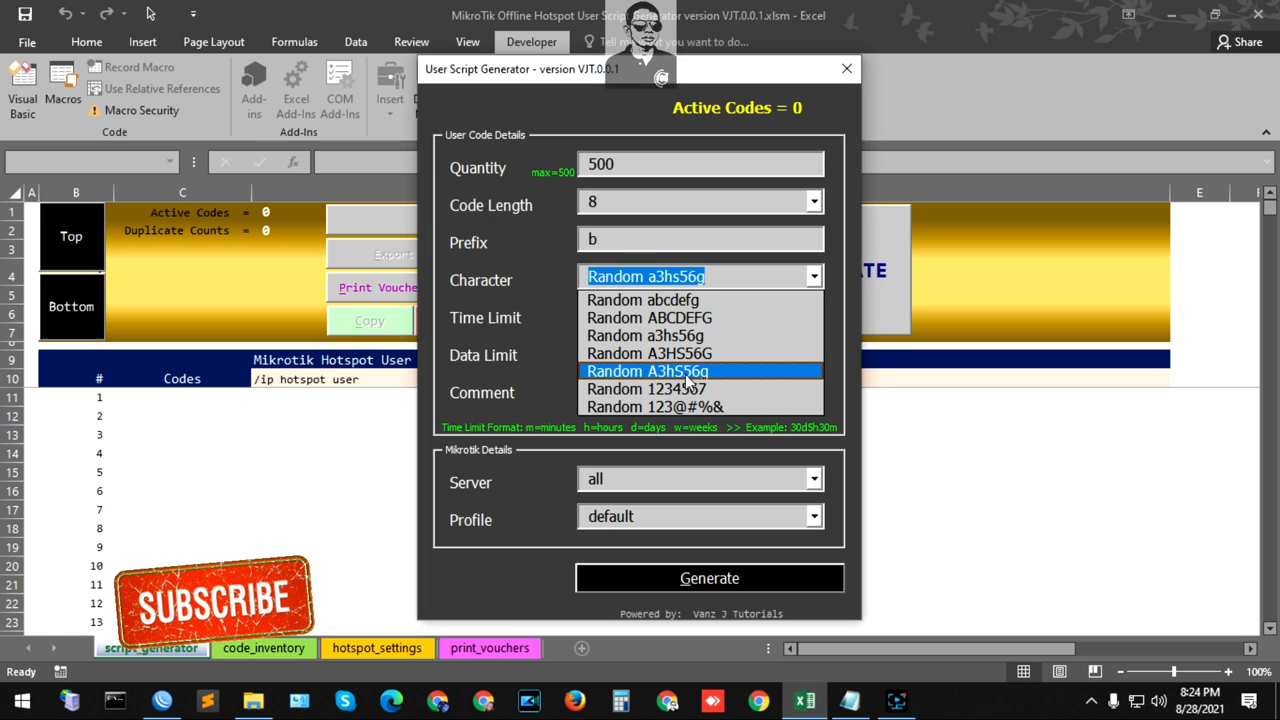 MikroTik Offline Hotspot User Script Generator version VJT.0.0.1.xlsm - Excel
File Home Insert Page Layout Formulas Data Review View Developer Help Tell me what you want to do... Share
Record Macro
Use Relative References
Macro Security
Visual Basic
Macros
Code
Add-ins
Excel Add-Ins
COM Add-Ins
Add-Ins
Insert
User Script Generator - version VJT.0.0.1
Active Codes = 0
User Code Details
Quantity max=500 500
Code Length 8
Prefix b
Character Random a3hs56g
Random abcdefg
Random ABCDEFG
Random a3hs56g
Random A3HS56G
Random A3hS56g
Random 1234567
Random 123@#%&
Time Limit
Data Limit
Comment
Time Limit Format: m=minutes h=hours d=days w=weeks >> Example: 30d5h30m
Mikrotik Details
Server all
Profile default
Generate
Powered by: Vanz J Tutorials
A B C E F
1
2
3
4
5
6
7
8
9
10
11
12
13
14
15
16
17
18
19
20
21
22
23
Top
Bottom
Active Codes = 0
Duplicate Counts = 0
Export
Print Vouche
Copy
ATE
Mikrotik Hotspot User
# Codes /ip hotspot user
1
2
3
4
5
6
7
8
9
10
11
12
13
SUBSCRIBE
script generator code_inventory hotspot_settings print_vouchers
Ready 100%
8:24 PM
8/28/2021